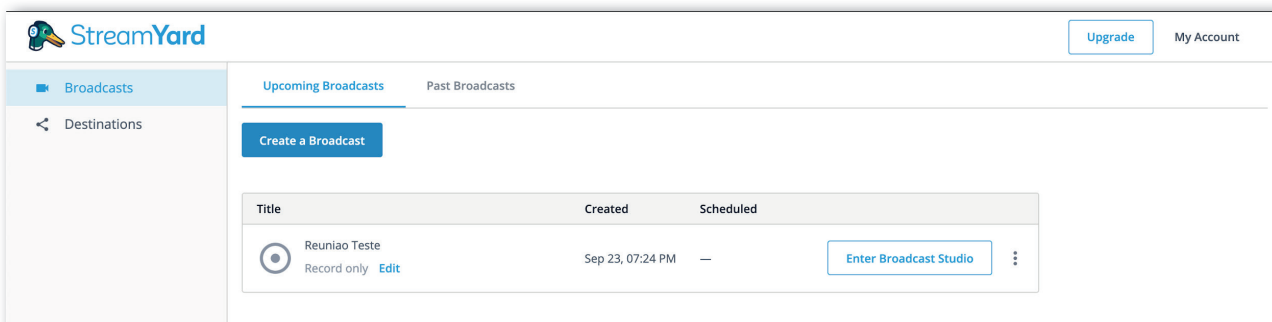 StreamYard
Upgrade
My Account
Broadcasts
Destinations
Upcoming Broadcasts
Past Broadcasts
Create a Broadcast
Title
Created
Scheduled
Reuniao Teste
Record only Edit
Sep 23, 07:24 PM
—
Enter Broadcast Studio